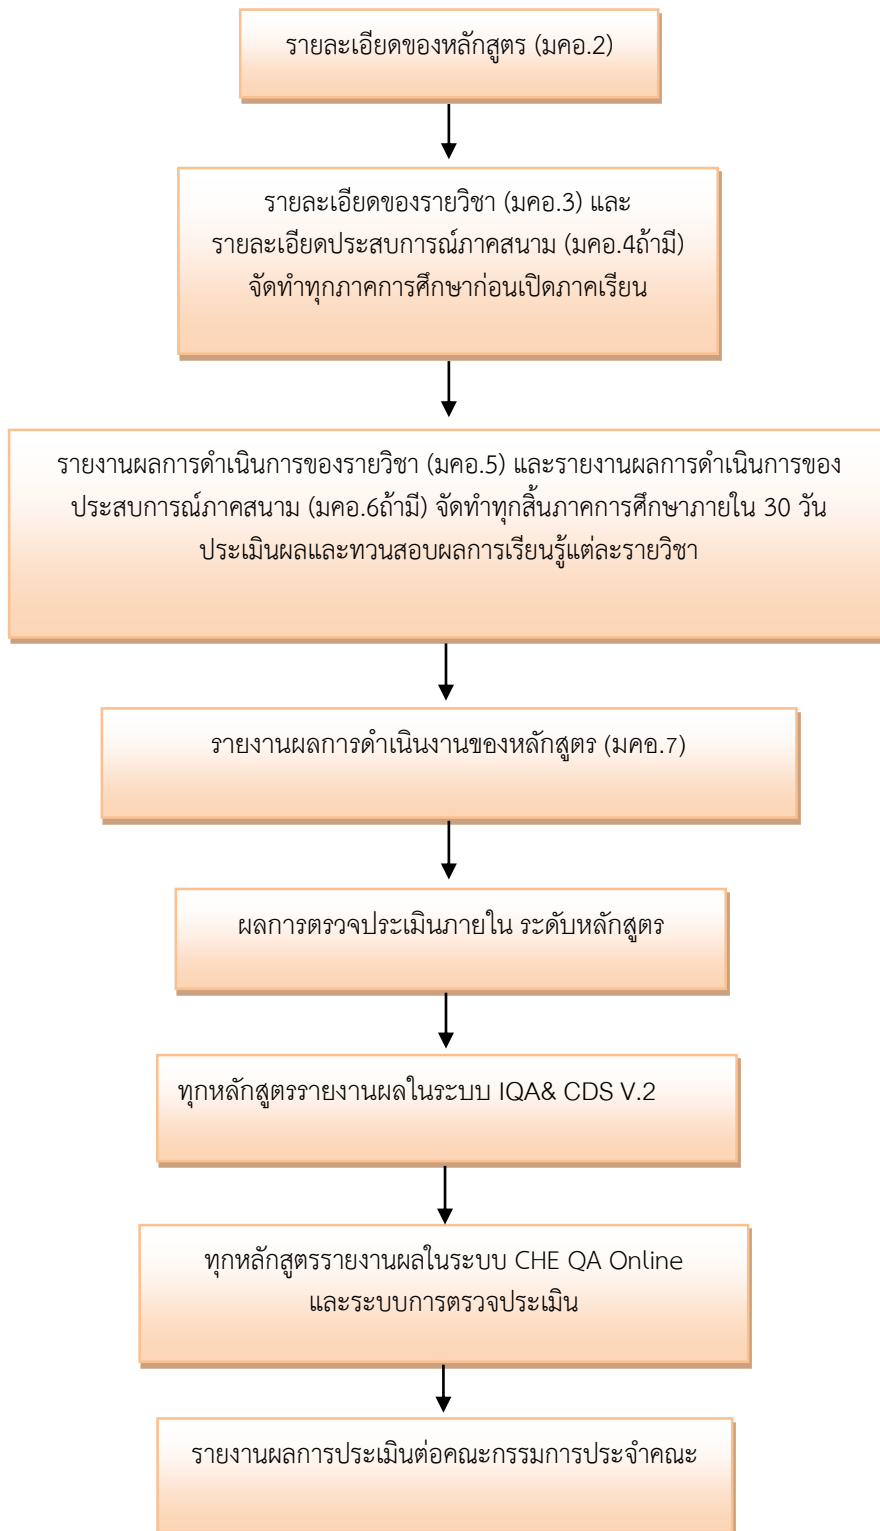 รายละเอียดของหลักสูตร (มคอ.2)
รายละเอียดของรายวิชา (มคอ.3) และ
รายละเอียดประสบการณ์ภาคสนาม (มคอ.4ถ้ามี)
จัดทำทุกภาคการศึกษาก่อนเปิดภาคเรียน
รายงานผลการดำเนินการของรายวิชา (มคอ.5) และรายงานผลการดำเนินการของ
ประสบการณ์ภาคสนาม (มคอ.6ถ้ามี) จัดทำทุกสิ้นภาคการศึกษาภายใน 30 วัน
ประเมินผลและทวนสอบผลการเรียนรู้แต่ละรายวิชา
รายงานผลการดำเนินงานของหลักสูตร (มคอ.7)
ผลการตรวจประเมินภายใน ระดับหลักสูตร
ทุกหลักสูตรรายงานผลในระบบ IQA& CDS V.2
ทุกหลักสูตรรายงานผลในระบบ CHE QA Online
และระบบการตรวจประเมิน
รายงานผลการประเมินต่อคณะกรรมการประจำคณะ